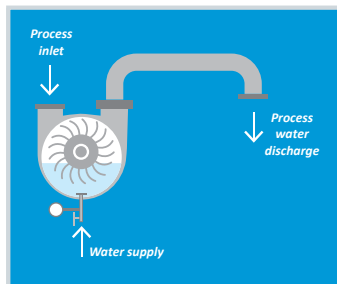 Process
inlet
Process
water
discharge
Water supply